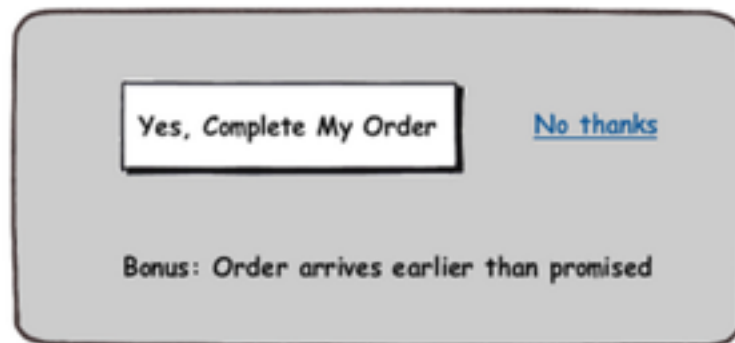 Yes, Complete My Order No thanks
Bonus: Order arrives earlier than promised